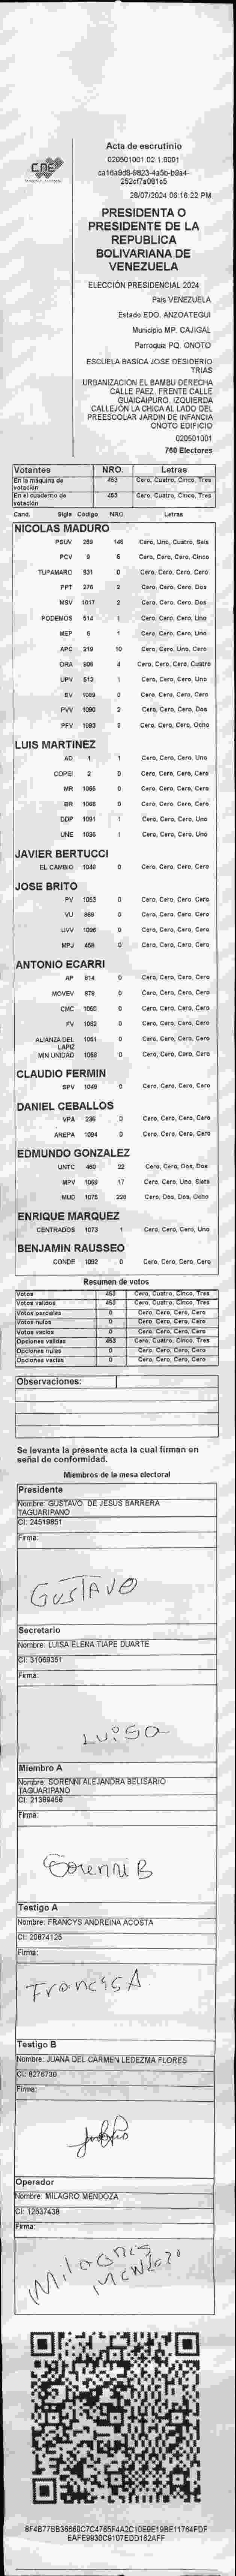 CNE
Acta de escrutinio
020501001.02.1.0001
ca16a9d8-9823-4a5b-b9a4-
252cf7a081c5
28/07/2024 06:16:22 PM
PRESIDENTA O
PRESIDENTE DE LA
REPUBLICA
BOLIVARIANA DE
VENEZUELA
ELECCIÓN PRESIDENCIAL 2024
País VENEZUELA
Estado EDO. ANZOATEGUI
Municipio MP. CAJIGAL
Parroquia PQ. ONOTO
ESCUELA BASICA JOSE DESIDERIO
TRIAS
URBANIZACION EL BAMBU DERECHA
CALLE PAEZ. FRENTE CALLE
GUAICAIPURO. IZQUIERDA
CALLEJÓN LA CHICA AL LADO DEL
PREESCOLAR JARDIN DE INFANCIA
ONOTO EDIFICIO
020501001
760 Electores
Votantes NRO. Letras
En la máquina de votación 453 Cero, Cuatro, Cinco, Tres
En el cuaderno de votación 453 Cero, Cuatro, Cinco, Tres
Cand. Sigla Código NRO. Letras
NICOLAS MADURO
PSUV 289 146 Cero, Uno, Cuatro, Seis
PCV 9 5 Cero, Cero, Cero, Cinco
TUPAMARO 931 0 Cero, Cero, Cero, Cero
PPT 276 2 Cero, Cero, Cero, Dos
MSV 1017 2 Cero, Cero, Cero, Dos
PODEMOS 514 1 Cero, Cero, Cero, Uno
MEP 6 1 Cero, Cero, Cero, Uno
APC 219 10 Cero, Cero, Uno, Cero
ORA 906 4 Cero, Cero, Cero, Cuatro
UPV 513 1 Cero, Cero, Cero, Uno
EV 1089 0 Cero, Cero, Cero, Cero
PVV 1090 2 Cero, Cero, Cero, Dos
PFV 1093 8 Cero, Cero, Cero, Ocho
LUIS MARTINEZ
AD 1 1 Cero, Cero, Cero, Uno
COPEI 2 0 Cero, Cero, Cero, Cero
MR 1065 0 Cero, Cero, Cero, Cero
BR 1066 0 Cero, Cero, Cero, Cero
DDP 1091 1 Cero, Cero, Cero, Uno
UNE 1086 1 Cero, Cero, Cero, Uno
JAVIER BERTUCCI
EL CAMBIO 1048 0 Cero, Cero, Cero, Cero
JOSE BRITO
PV 1053 0 Cero, Cero, Cero, Cero
VU 868 0 Cero, Cero, Cero, Cero
UVV 1096 0 Cero, Cero, Cero, Cero
MPJ 458 0 Cero, Cero, Cero, Cero
ANTONIO ECARRI
AP 814 0 Cero, Cero, Cero, Cero
MOVEV 870 0 Cero, Cero, Cero, Cero
CMC 1050 0 Cero, Cero, Cero, Cero
FV 1062 0 Cero, Cero, Cero, Cero
ALIANZA DEL LAPIZ 1051 0 Cero, Cero, Cero, Cero
MIN UNIDAD 1068 0 Cero, Cero, Cero, Cero
CLAUDIO FERMIN
SPV 1049 0 Cero, Cero, Cero, Cero
DANIEL CEBALLOS
VPA 236 0 Cero, Cero, Cero, Cero
AREPA 1094 0 Cero, Cero, Cero, Cero
EDMUNDO GONZALEZ
UNTC 460 22 Cero, Cero, Dos, Dos
MPV 1088 17 Cero, Cero, Uno, Siete
MUD 1075 228 Cero, Dos, Dos, Ocho
ENRIQUE MARQUEZ
CENTRADOS 1073 1 Cero, Cero, Cero, Uno
BENJAMIN RAUSSEO
CONDE 1092 0 Cero, Cero, Cero, Cero
Resumen de votos
Votos 453 Cero, Cuatro, Cinco, Tres
Votos válidos 453 Cero, Cuatro, Cinco, Tres
Votos parciales 0 Cero, Cero, Cero, Cero
Votos nulos 0 Cero, Cero, Cero, Cero
Votos vacíos 0 Cero, Cero, Cero, Cero
Opciones válidas 453 Cero, Cuatro, Cinco, Tres
Opciones nulas 0 Cero, Cero, Cero, Cero
Opciones vacías 0 Cero, Cero, Cero, Cero
Observaciones:
Se levanta la presente acta la cual firman en
señal de conformidad.
Miembros de la mesa electoral
Presidente
Nombre: GUSTAVO DE JESUS BARRERA
TAGUARIPANO
CI: 24519851
Firma:
GUSTAVO
Secretario
Nombre: LUISA ELENA TIAPE DUARTE
CI: 31069351
Firma:
Luisa
Miembro A
Nombre: SORENNI ALEJANDRA BELISARIO
TAGUARIPANO
CI: 21389456
Firma:
Sorenni B
Testigo A
Nombre: FRANCYS ANDREINA ACOSTA
CI: 20874125
Firma:
Francis A
Testigo B
Nombre: JUANA DEL CARMEN LEDEZMA FLORES
CI: 8276730
Firma:
Operador
Nombre: MILAGRO MENDOZA
CI: 12637438
Firma:
Milagros
Mendoza
8F4B77BB36660C7C4765F4A2C10E9E19BE11764FDF
EAFE9930C9107EDD162AFF